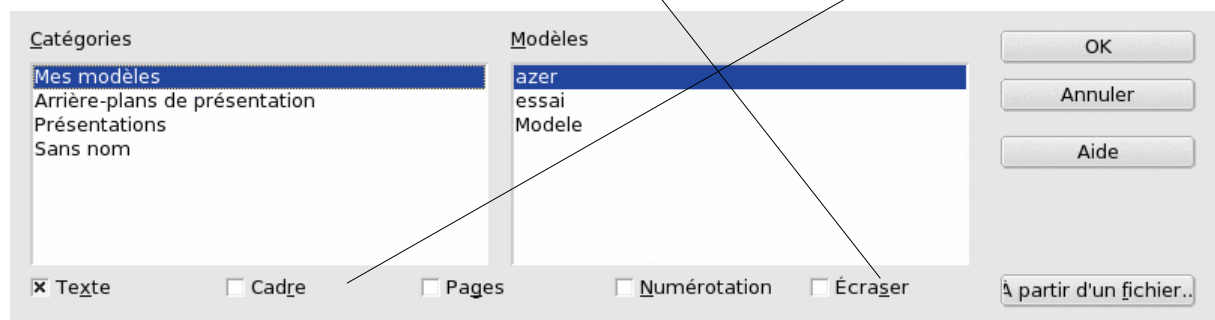 Catégories
Modèles
OK
Mes modèles
azer
Arrière-plans de présentation
essai
Annuler
Présentations
Modele
Sans nom
Aide
Texte
Cadre
Pages
Numérotation
Écraser
À partir d'un fichier..